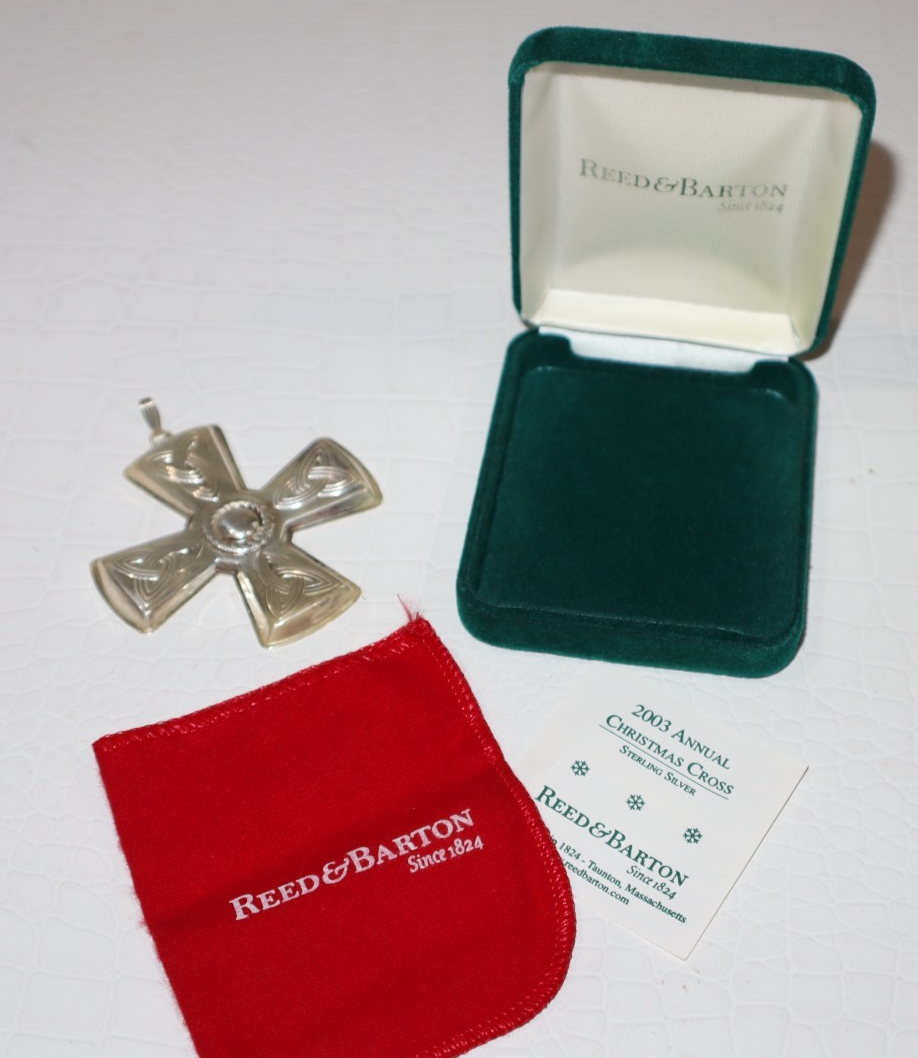 REED & BARTON
Since 1824
2003 ANNUAL
CHRISTMAS CROSS
STERLING SILVER
REED & BARTON
Since 1824
1824 - Taunton, Massachusetts
reedbarton.com
REED & BARTON
Since 1824